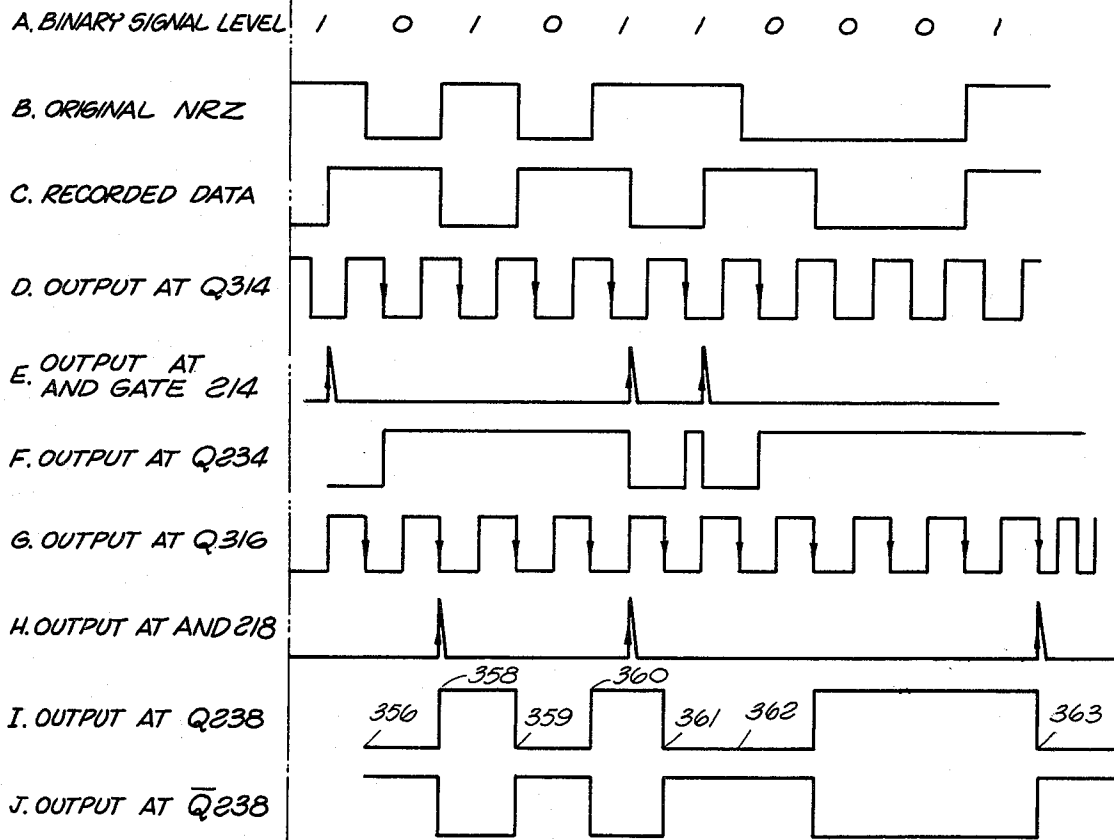 A. BINARY SIGNAL LEVEL 1 0 1 0 1 1 0 0 0 1
B. ORIGINAL NRZ
C. RECORDED DATA
D. OUTPUT AT Q314
E. OUTPUT AT
AND GATE 214
F. OUTPUT AT Q234
G. OUTPUT AT Q316
H. OUTPUT AT AND 218
358 360
I. OUTPUT AT Q238 356 359 361 362 363
J. OUTPUT AT Q̅238